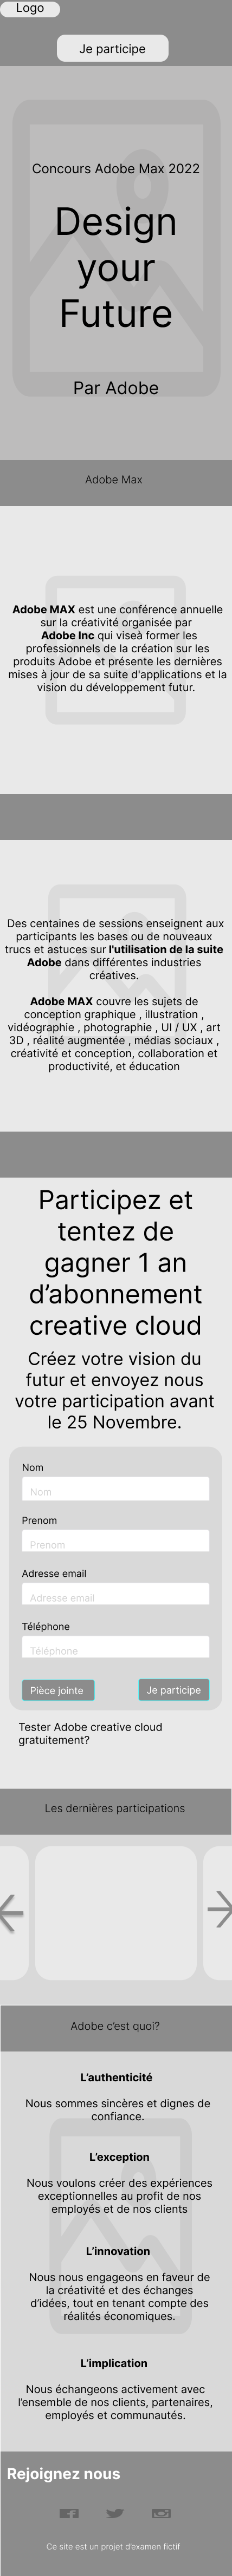 Logo
Je participe
Concours Adobe Max 2022
Design
your
Future
Par Adobe
Adobe Max
Adobe MAX est une conférence annuelle
sur la créativité organisée par
Adobe Inc qui viseà former les
professionnels de la création sur les
produits Adobe et présente les dernières
mises à jour de sa suite d'applications et la
vision du développement futur.
Des centaines de sessions enseignent aux
participants les bases ou de nouveaux
trucs et astuces sur l'utilisation de la suite
Adobe dans différentes industries
créatives.
Adobe MAX couvre les sujets de
conception graphique , illustration ,
vidéographie , photographie , UI / UX , art
3D , réalité augmentée , médias sociaux ,
créativité et conception, collaboration et
productivité, et éducation
Participez et
tentez de
gagner 1 an
d’abonnement
creative cloud
Créez votre vision du
futur et envoyez nous
votre participation avant
le 25 Novembre.
Nom
Nom
Prenom
Prenom
Adresse email
Adresse email
Téléphone
Téléphone
Pièce jointe
Je participe
Tester Adobe creative cloud
gratuitement?
Les dernières participations
Adobe c’est quoi?
L’authenticité
Nous sommes sincères et dignes de
confiance.
L’exception
Nous voulons créer des expériences
exceptionnelles au profit de nos
employés et de nos clients
L’innovation
Nous nous engageons en faveur de
la créativité et des échanges
d’idées, tout en tenant compte des
réalités économiques.
L’implication
Nous échangeons activement avec
l’ensemble de nos clients, partenaires,
employés et communautés.
Rejoignez nous
Ce site est un projet d’examen fictif